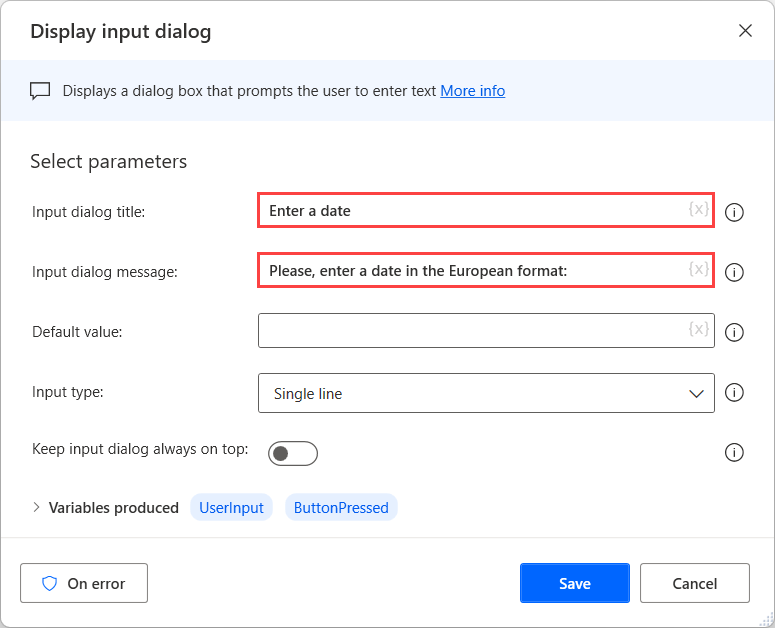 Display input dialog
Displays a dialog box that prompts the user to enter text More info
Select parameters
Input dialog title:
Enter a date {x}
Input dialog message:
Please, enter a date in the European format: {x}
Default value:
{x}
Input type:
Single line
Keep input dialog always on top:
Variables produced UserInput ButtonPressed
On error Save Cancel